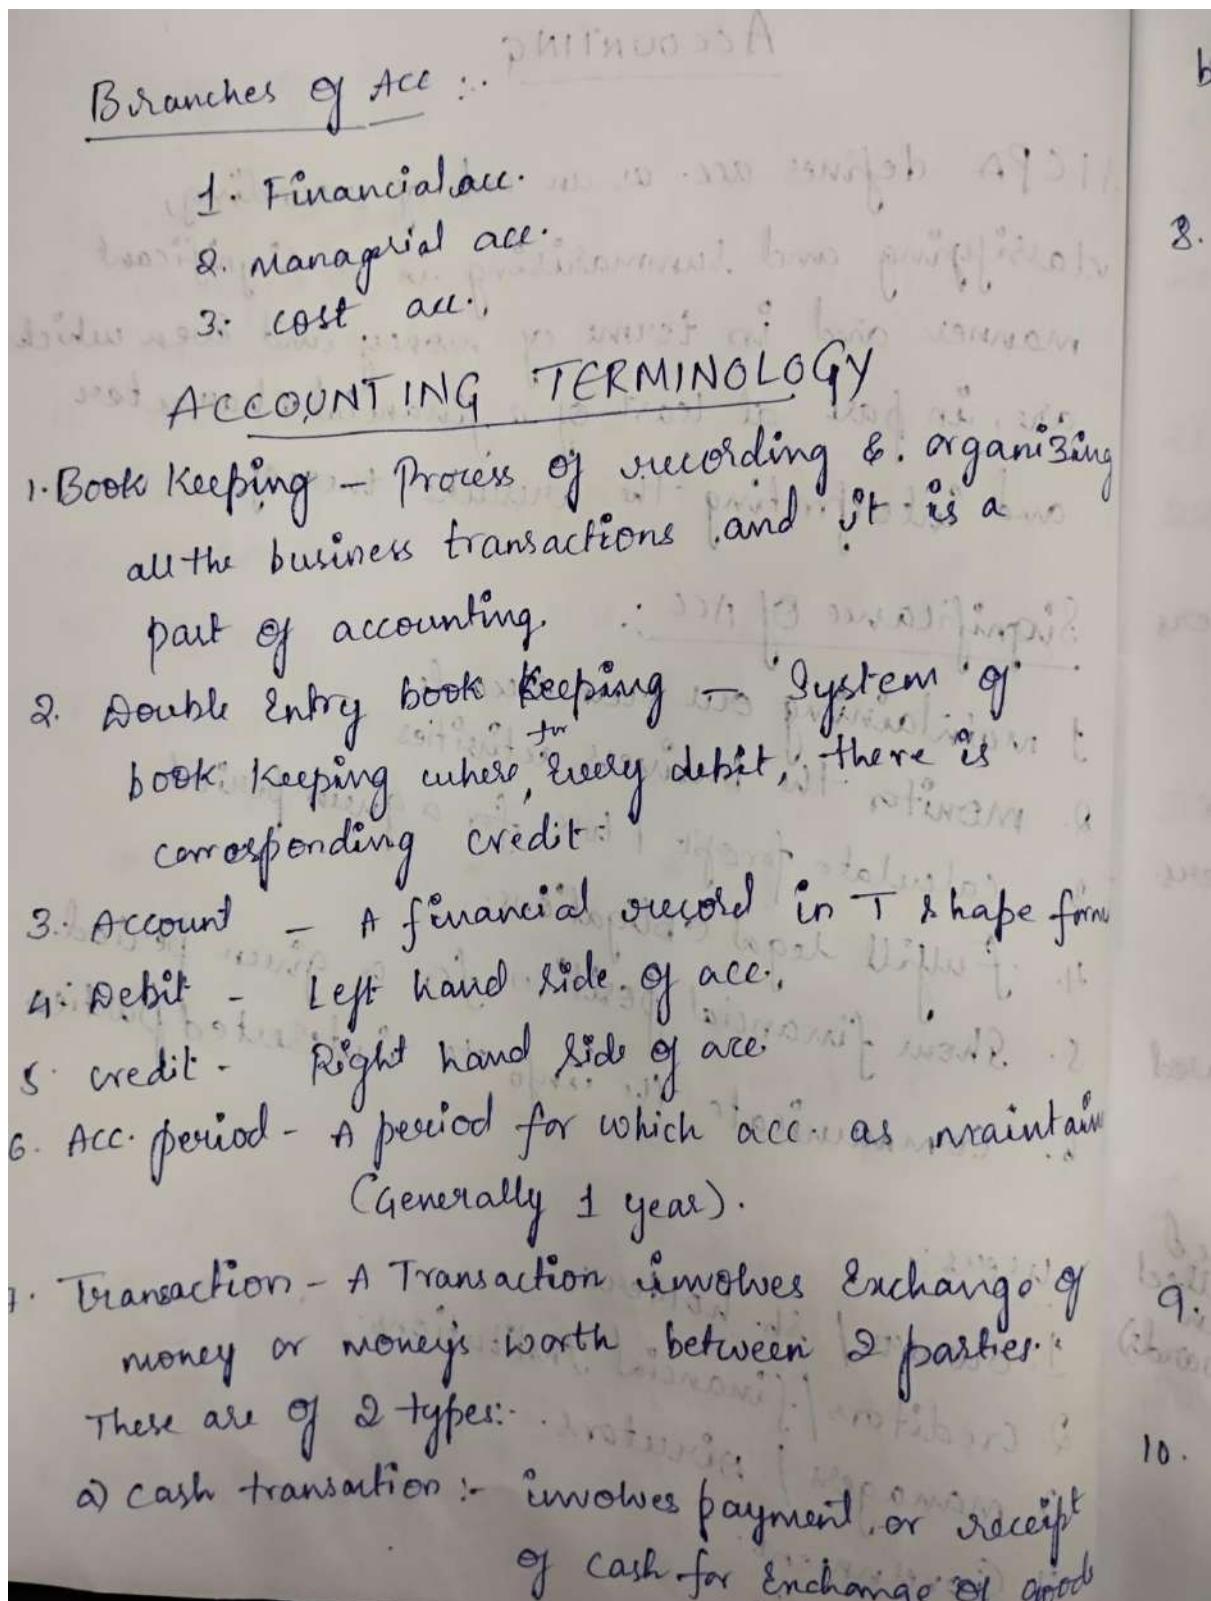 Branches of Acc :-
1. Financial acc.
2. Managerial acc.
3. cost acc.
ACCOUNTING TERMINOLOGY
1. Book Keeping - Process of recording & organizing
all the business transactions and it is a
part of accounting.
2. Double Entry book keeping - System of
book keeping where, for every debit, there is
corresponding credit.
3. Account - A financial record in T shape form
4. Debit - Left hand side of acc.
5. credit - Right hand side of acc.
6. Acc. period - A period for which acc. as maintain
(Generally 1 year).
7. Transaction - A Transaction involves Exchange of
money or money's worth between 2 parties.
These are of 2 types:-
a) cash transaction :- involves payment or receipt
of cash for Exchange of goods
b
8.
9.
10.